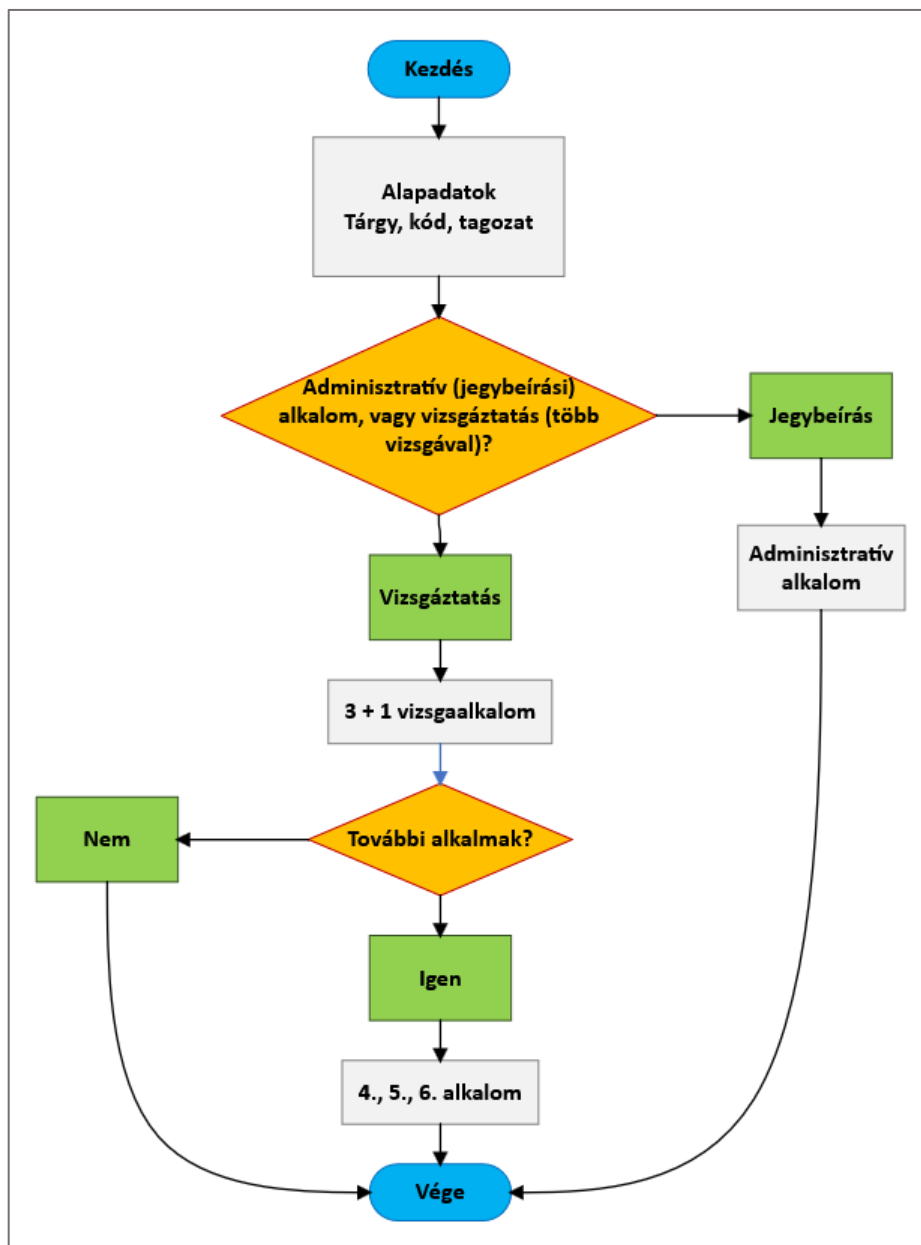 Kezdés
Alapadatok
Tárgy, kód, tagozat
Adminisztratív (jegybeírási)
alkalom, vagy vizsgáztatás (több
vizsgával)?
Jegybeírás
Adminisztratív
alkalom
Vizsgáztatás
3 + 1 vizsgaalkalom
További alkalmak?
Nem
Igen
4., 5., 6. alkalom
Vége